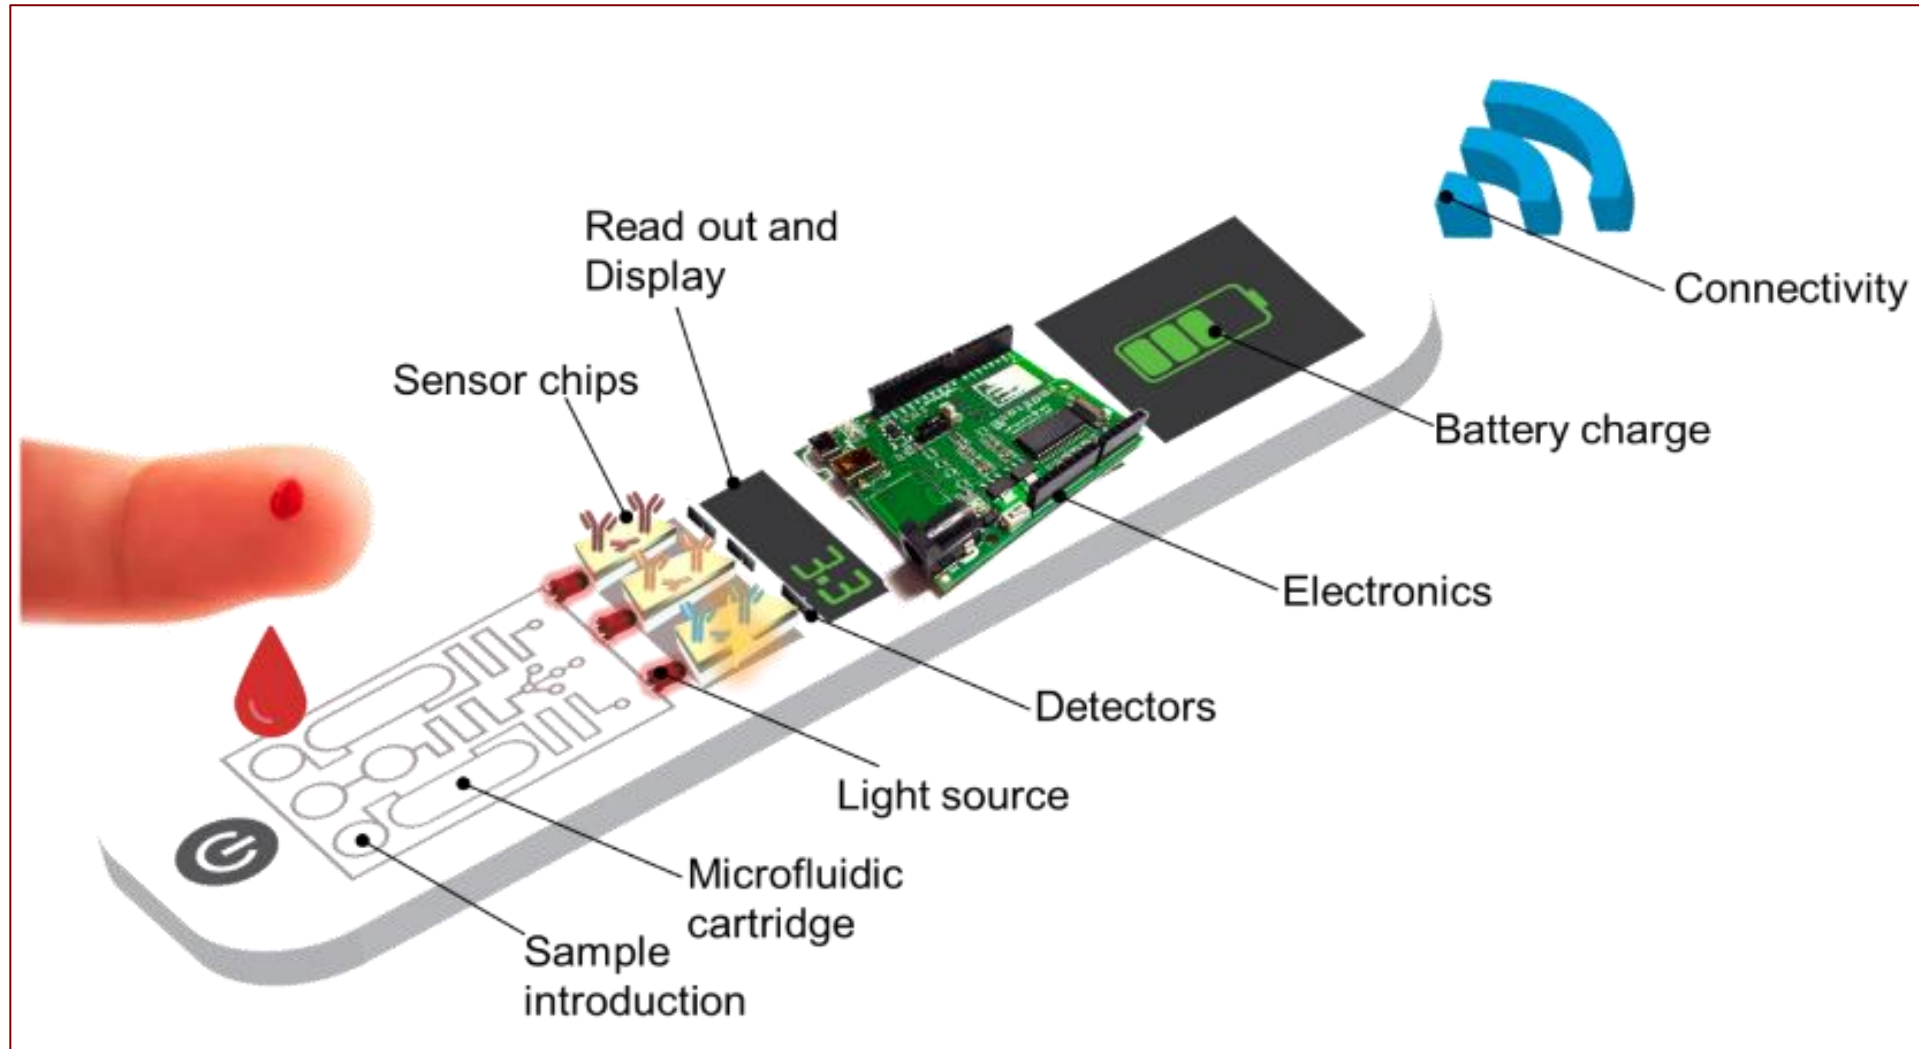 Read out and
Display
Sensor chips
Connectivity
Battery charge
3.3
Electronics
Detectors
Light source
Microfluidic
cartridge
Sample
introduction